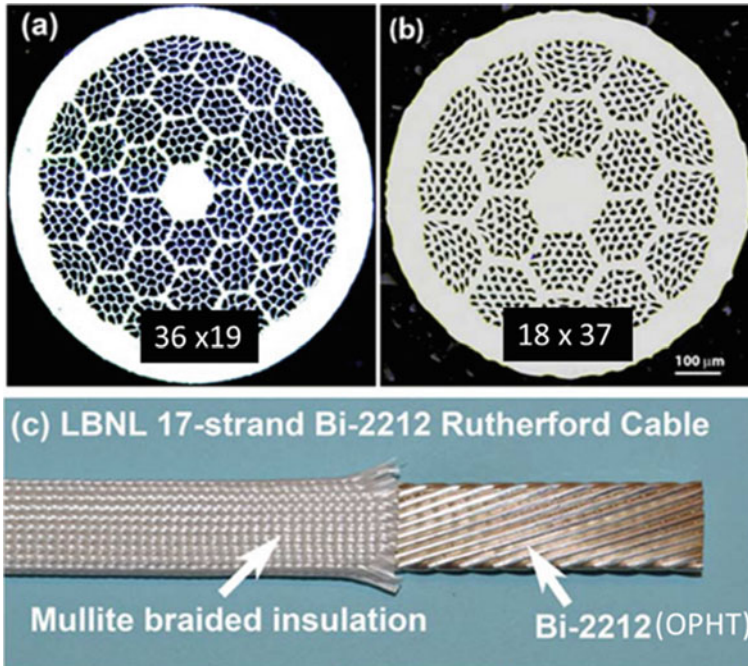 (a)
(b)
36 x19
18 x 37
100 µm
(c) LBNL 17-strand Bi-2212 Rutherford Cable
Mullite braided insulation
Bi-2212(OPHT)